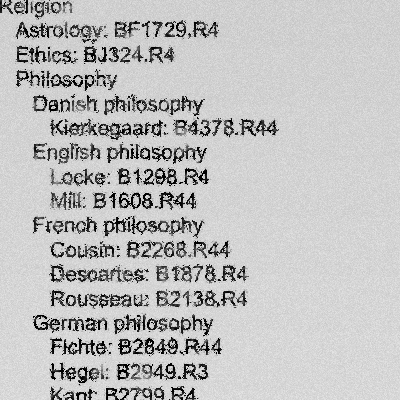 Religion
Astrology: BF1729.R4
Ethics: BJ324.R4
Philosophy
Danish philosophy
Kierkegaard: B4378.R44
English philosophy
Locke: B1298.R4
Mill: B1608.R44
French philosophy
Cousin: B2268.R44
Descartes: B1878.R4
Rousseau: B2138.R4
German philosophy
Fichte: B2849.R44
Hegel: B2949.R3
Kant: B2799.R4